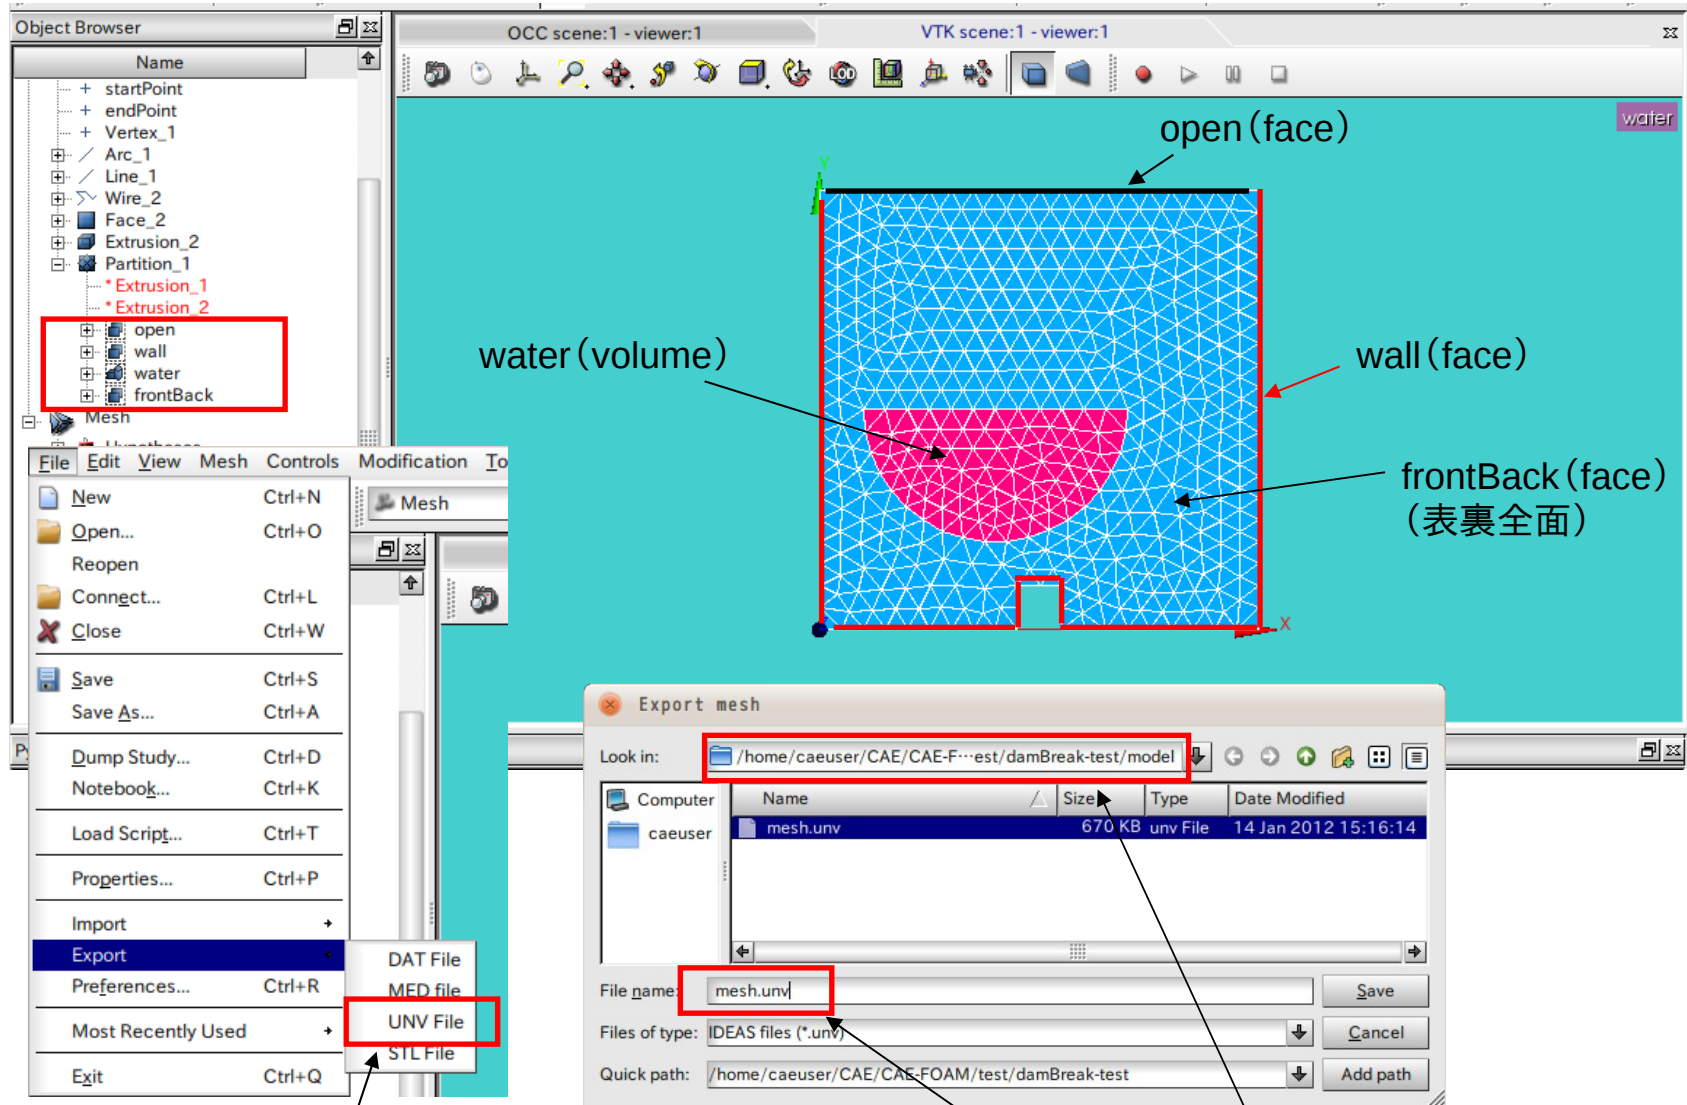 Object Browser
OCC scene:1 - viewer:1
VTK scene:1 - viewer:1
Name
startPoint
endPoint
Vertex_1
Arc_1
Line_1
Wire_2
Face_2
Extrusion_2
Partition_1
* Extrusion_1
* Extrusion_2
open
wall
water
frontBack
Mesh
water
open(face)
Y
water(volume)
wall(face)
frontBack(face)
(表裏全面)
X
File Edit View Mesh Controls Modification To
New Ctrl+N
Open... Ctrl+O
Reopen
Connect... Ctrl+L
Close Ctrl+W
Save Ctrl+S
Save As... Ctrl+A
Dump Study... Ctrl+D
Notebook... Ctrl+K
Load Script... Ctrl+T
Properties... Ctrl+P
Import
Export
Preferences... Ctrl+R
Most Recently Used
Exit Ctrl+Q
Mesh
DAT File
MED file
UNV File
STL File
Py
Export mesh
Look in: /home/caeuser/CAE/CAE-F···est/damBreak-test/model
Computer
caeuser
Name Size Type Date Modified
mesh.unv 670 KB unv File 14 Jan 2012 15:16:14
File name: mesh.unv Save
Files of type: IDEAS files (*.unv) Cancel
Quick path: /home/caeuser/CAE/CAE-FOAM/test/damBreak-test Add path